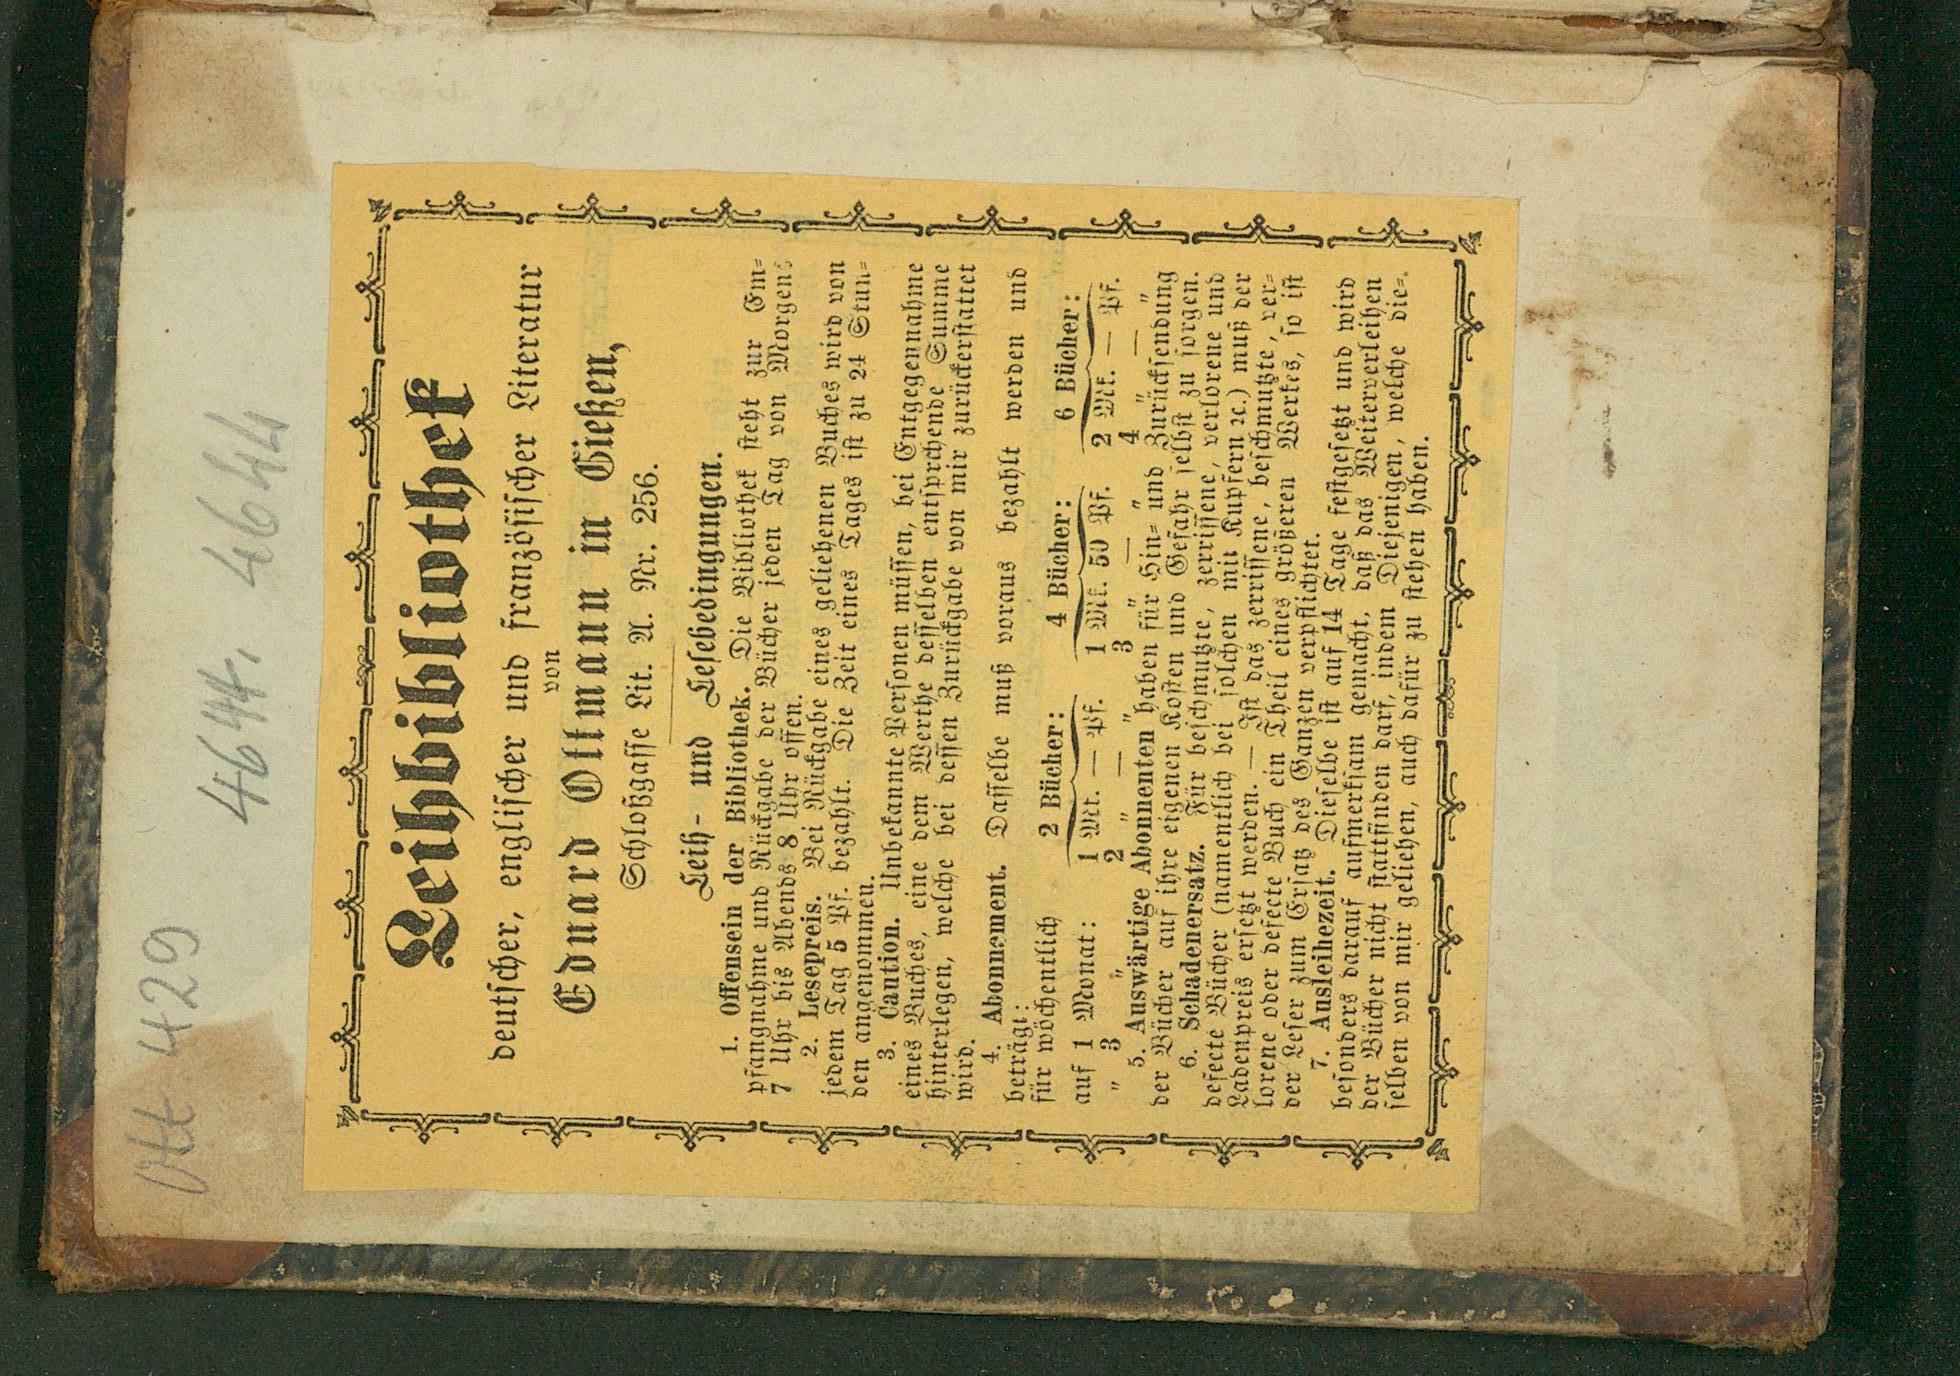 Ott 429
4644. 4644
Leihbibliothek
deutscher, englischer und französischer Literatur
von
Eduard Ottmann in Gießen,
Schloßgasse Lit. A. Nr. 256.
Leih- und Lesebedingungen.
1. Offensein der Bibliothek. Die Bibliothek steht zur Em-
pfangnahme und Rückgabe der Bücher jeden Tag von Morgens
7 Uhr bis Abends 8 Uhr offen.
2. Lesepreis. Bei Rückgabe eines geliehenen Buches wird von
jedem Tag 5 Pf. bezahlt. Die Zeit eines Tages ist zu 24 Stun-
den angenommen.
3. Caution. Unbekannte Personen müssen, bei Entgegennahme
eines Buches, eine dem Werthe desselben entsprchende Summe
hinterlegen, welche bei dessen Zurückgabe von mir zurückerstattet
wird.
4. Abonnement. Dasselbe muß voraus bezahlt werden und
beträgt:
für wöchentlich 2 Bücher: 4 Bücher: 6 Bücher:
auf 1 Monat: 1 Mk. — Pf. 1 Mk. 50 Pf. 2 Mk. — Pf.
" 3 " 2 " — " 3 " — " 4 " — "
5. Auswärtige Abonnenten haben für Hin- und Zurücksendung
der Bücher auf ihre eigenen Kosten und Gefahr selbst zu sorgen.
6. Schadenersatz. Für beschmutzte, zerrissene, verlorene und
defecte Bücher (namentlich bei solchen mit Kupfern ꝛc.) muß der
Ladenpreis ersetzt werden. — Ist das zerrissene, beschmutzte, ver-
lorene oder defecte Buch ein Theil eines größeren Werkes, so ist
der Leser zum Ersatz des Ganzen verpflichtet.
7. Ausleihezeit. Dieselbe ist auf 14 Tage festgesetzt und wird
besonders darauf aufmerksam gemacht, daß das Weiterverleihen
der Bücher nicht stattfinden darf, indem Diejenigen, welche die-
selben von mir geliehen, auch dafür zu stehen haben.